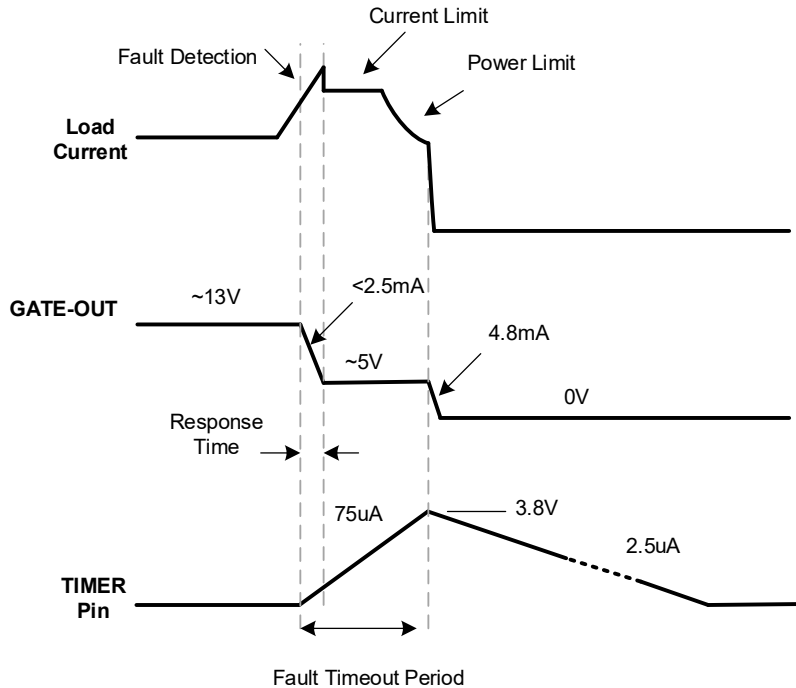 Current Limit
Fault Detection
Power Limit
Load
Current
GATE-OUT
~13V
<2.5mA
4.8mA
~5V
0V
Response
Time
75uA
3.8V
2.5uA
TIMER
Pin
Fault Timeout Period